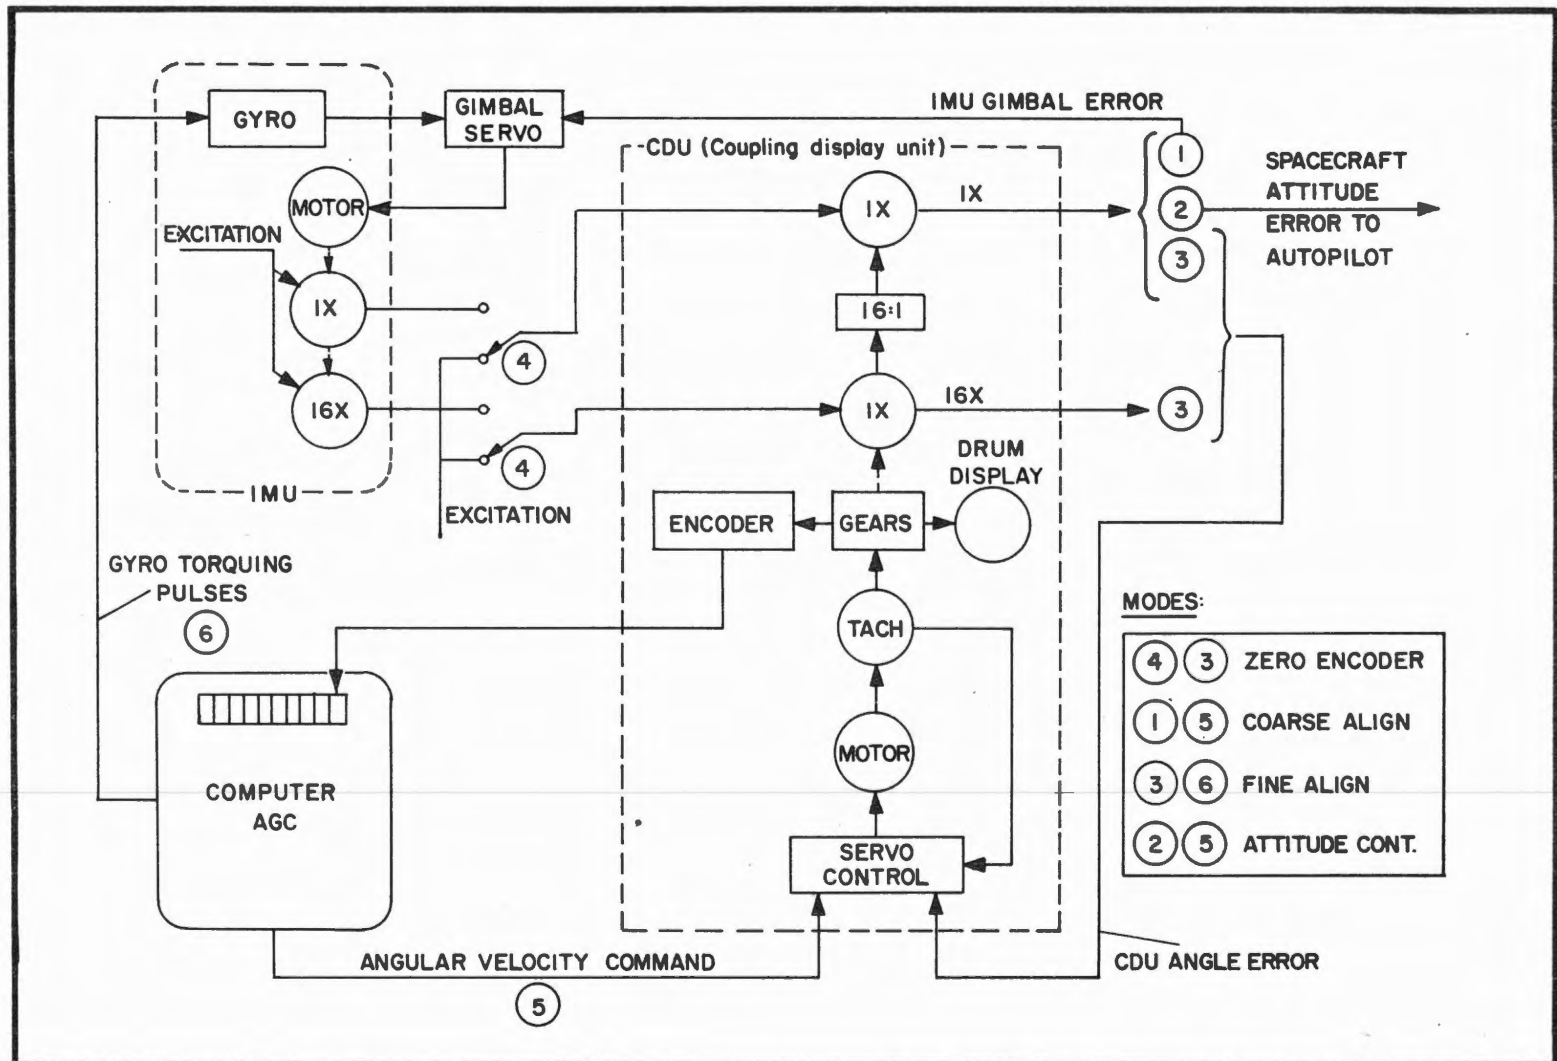 GYRO
GIMBAL
SERVO
IMU GIMBAL ERROR
CDU (Coupling display unit)
1
SPACECRAFT
ATTITUDE
ERROR TO
AUTOPILOT
2
3
MOTOR
EXCITATION
1X
16X
IMU
4
4
EXCITATION
1X
1X
16:1
1X
16X
3
DRUM
DISPLAY
ENCODER
GEARS
TACH
MOTOR
SERVO
CONTROL
GYRO TORQUING
PULSES
6
COMPUTER
AGC
ANGULAR VELOCITY COMMAND
5
CDU ANGLE ERROR
MODES:
4 3 ZERO ENCODER
1 5 COARSE ALIGN
3 6 FINE ALIGN
2 5 ATTITUDE CONT.